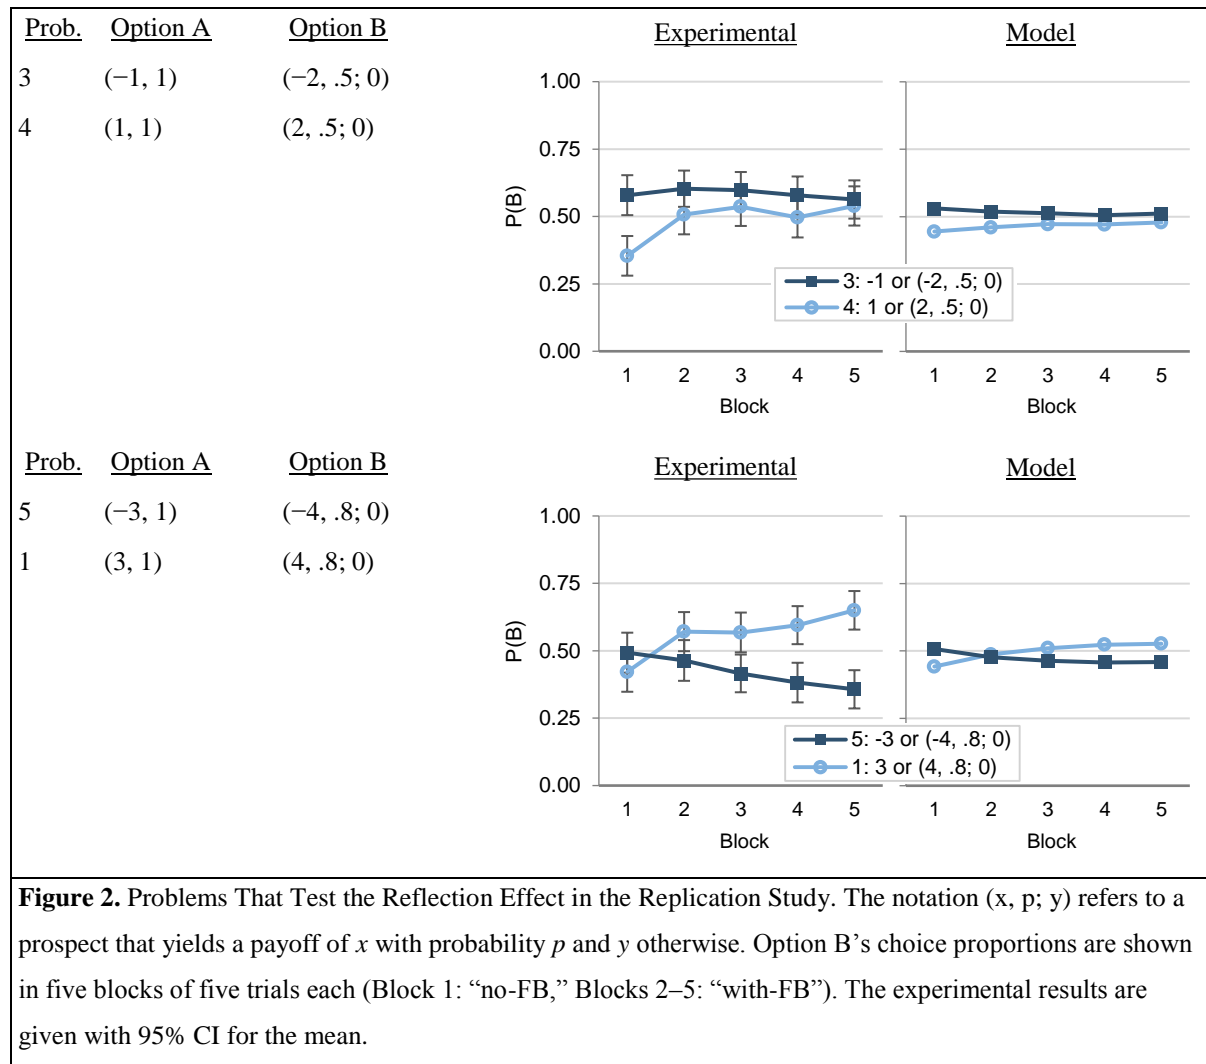 Prob. Option A Option B
3 (−1, 1) (−2, .5; 0)
4 (1, 1) (2, .5; 0)
Experimental Model
1.00
0.75
0.50
0.25
0.00
P(B)
3: -1 or (-2, .5; 0)
4: 1 or (2, .5; 0)
1 2 3 4 5 1 2 3 4 5
Block Block
Prob. Option A Option B
5 (−3, 1) (−4, .8; 0)
1 (3, 1) (4, .8; 0)
Experimental Model
1.00
0.75
0.50
0.25
0.00
P(B)
5: -3 or (-4, .8; 0)
1: 3 or (4, .8; 0)
1 2 3 4 5 1 2 3 4 5
Block Block
Figure 2. Problems That Test the Reflection Effect in the Replication Study. The notation (x, p; y) refers to a
prospect that yields a payoff of x with probability p and y otherwise. Option B’s choice proportions are shown
in five blocks of five trials each (Block 1: “no-FB,” Blocks 2–5: “with-FB”). The experimental results are
given with 95% CI for the mean.